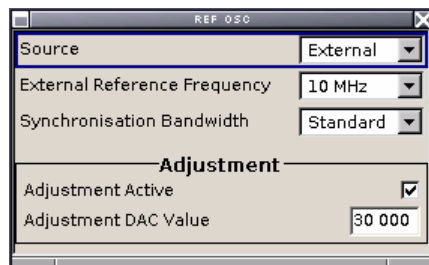 REF OSC
Source External
External Reference Frequency 10 MHz
Synchronisation Bandwidth Standard
Adjustment
Adjustment Active
Adjustment DAC Value 30 000